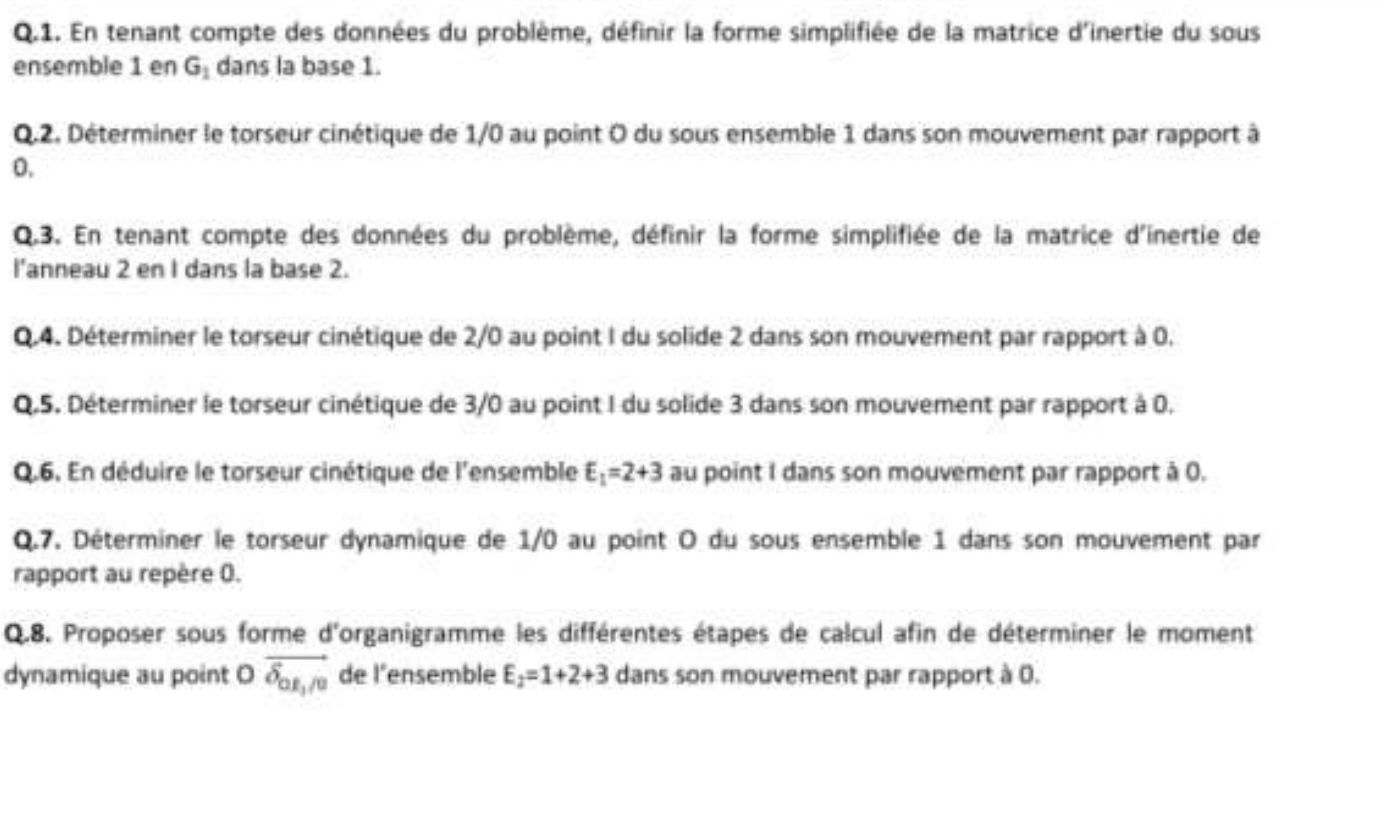 Q.1. En tenant compte des données du problème, définir la forme simplifiée de la matrice d'inertie du sous
ensemble 1 en G₁ dans la base 1.
Q.2. Déterminer le torseur cinétique de 1/0 au point O du sous ensemble 1 dans son mouvement par rapport à
0.
Q.3. En tenant compte des données du problème, définir la forme simplifiée de la matrice d'inertie de
l'anneau 2 en I dans la base 2.
Q.4. Déterminer le torseur cinétique de 2/0 au point I du solide 2 dans son mouvement par rapport à 0.
Q.5. Déterminer le torseur cinétique de 3/0 au point I du solide 3 dans son mouvement par rapport à 0.
Q.6. En déduire le torseur cinétique de l'ensemble E₁=2+3 au point I dans son mouvement par rapport à 0.
Q.7. Déterminer le torseur dynamique de 1/0 au point O du sous ensemble 1 dans son mouvement par
rapport au repère 0.
Q.8. Proposer sous forme d'organigramme les différentes étapes de calcul afin de déterminer le moment
dynamique au point O δOE₂/0 de l'ensemble E₂=1+2+3 dans son mouvement par rapport à 0.